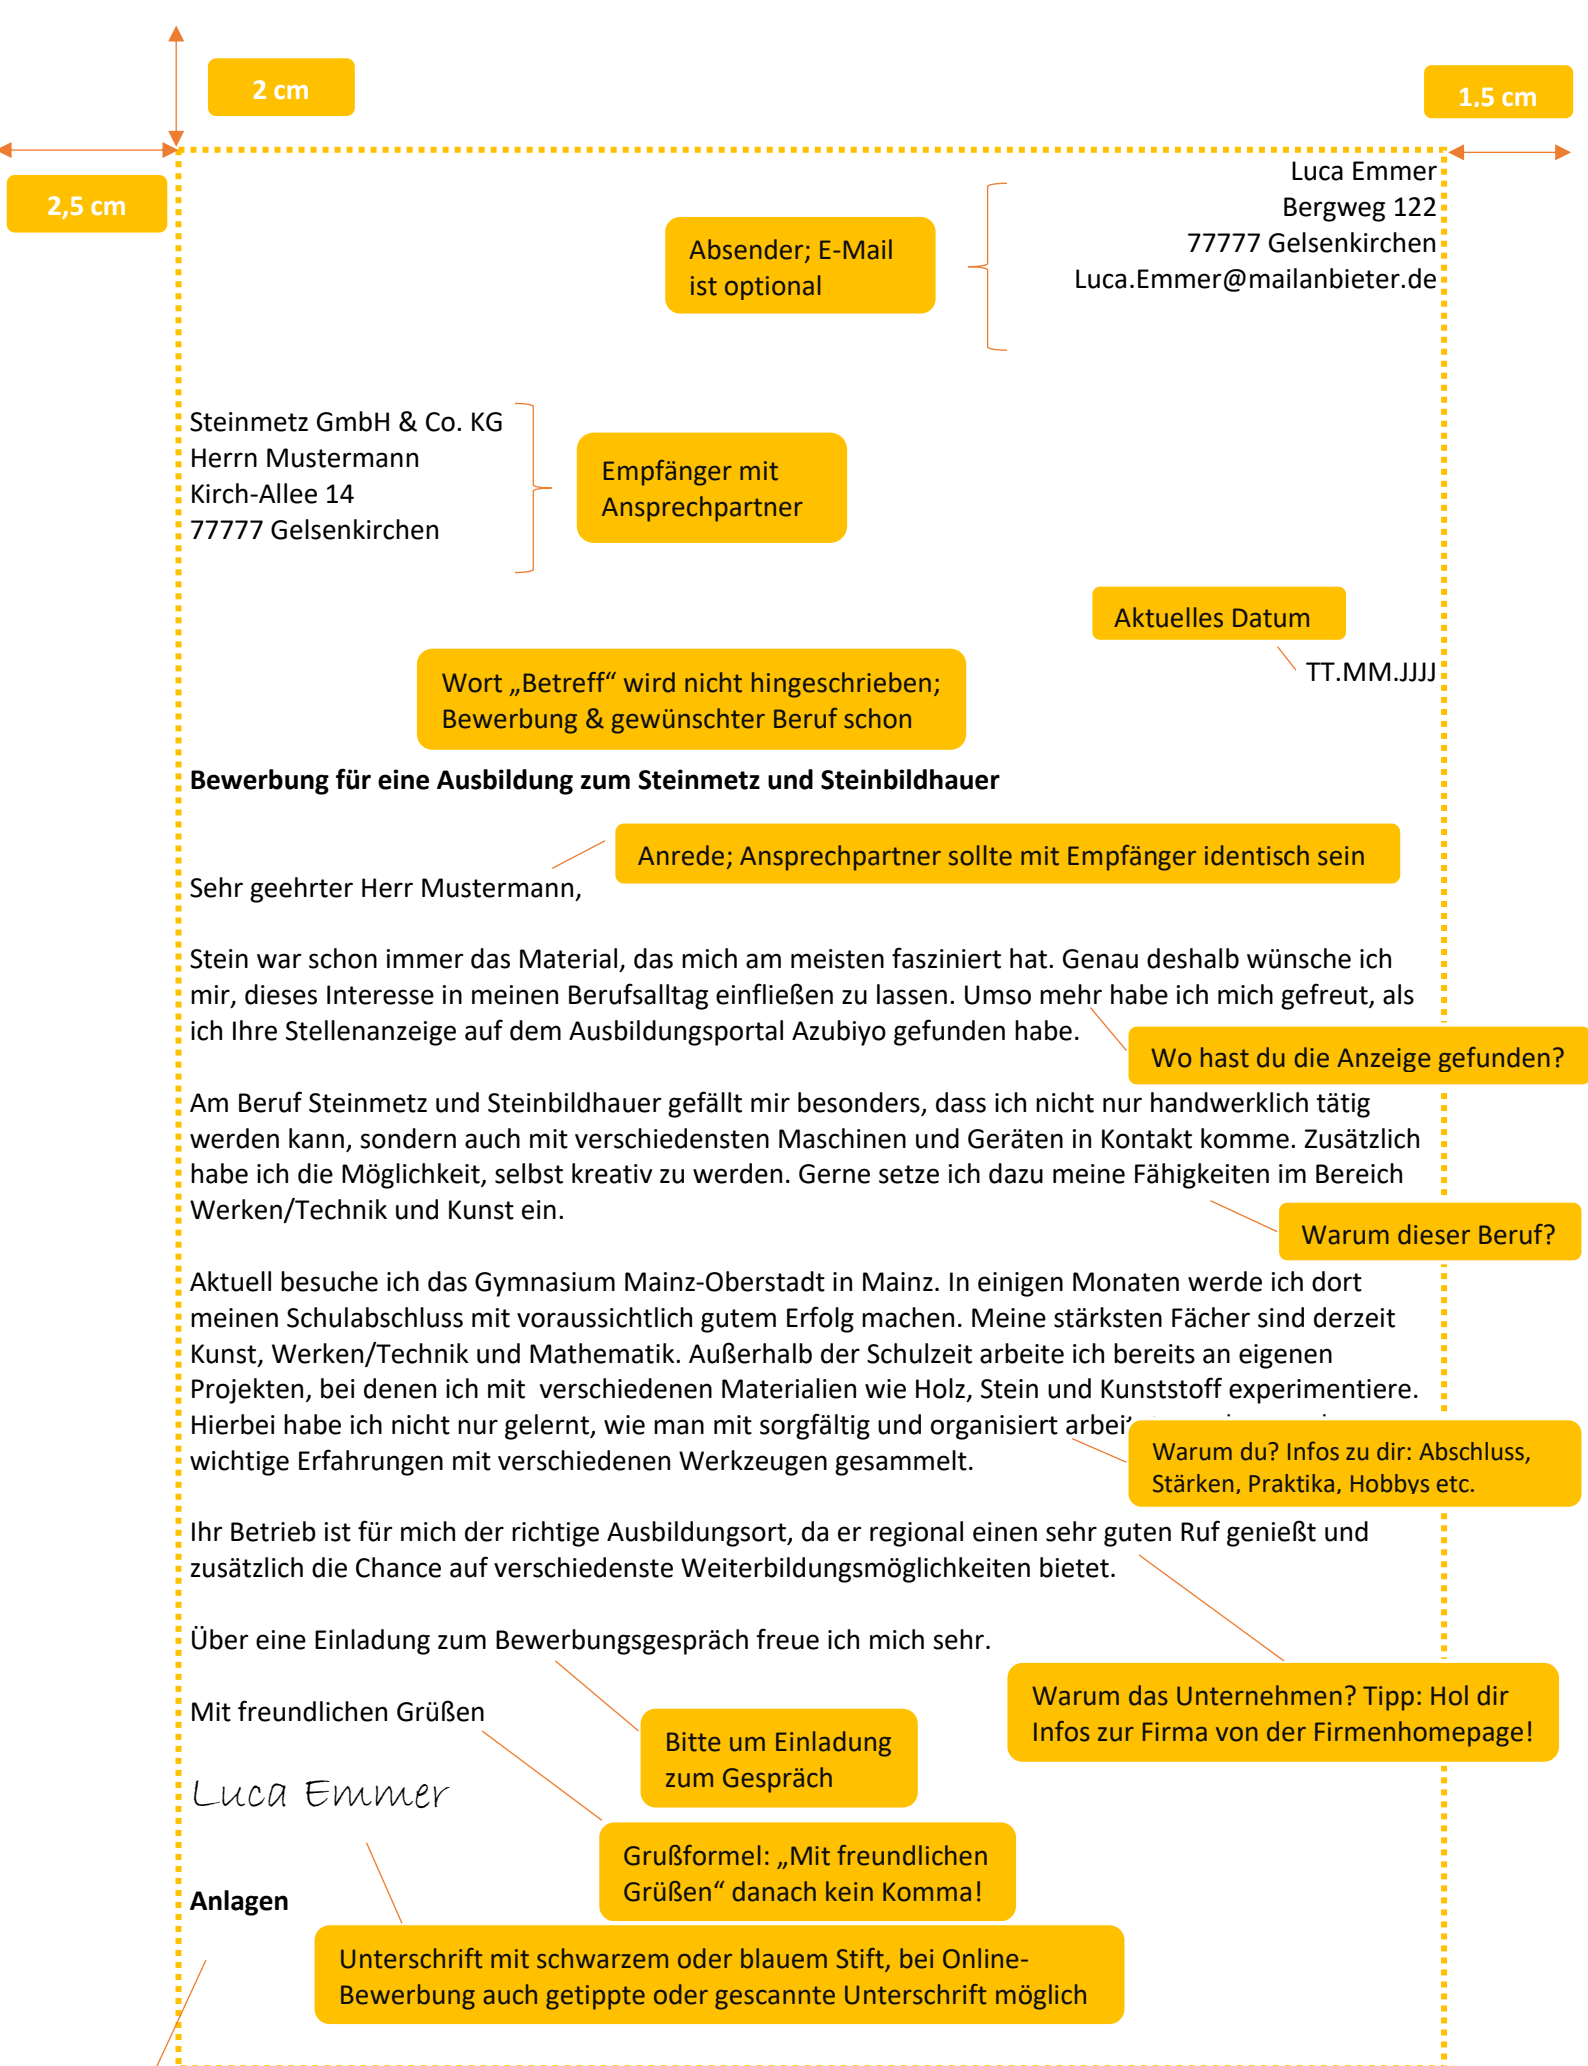 2 cm
1,5 cm
2,5 cm
Luca Emmer
Bergweg 122
77777 Gelsenkirchen
Luca.Emmer@mailanbieter.de
Absender; E-Mail
ist optional
Steinmetz GmbH & Co. KG
Herrn Mustermann
Kirch-Allee 14
77777 Gelsenkirchen
Empfänger mit
Ansprechpartner
Aktuelles Datum
TT.MM.JJJJ
Wort „Betreff“ wird nicht hingeschrieben;
Bewerbung & gewünschter Beruf schon
Bewerbung für eine Ausbildung zum Steinmetz und Steinbildhauer
Anrede; Ansprechpartner sollte mit Empfänger identisch sein
Sehr geehrter Herr Mustermann,
Stein war schon immer das Material, das mich am meisten fasziniert hat. Genau deshalb wünsche ich
mir, dieses Interesse in meinen Berufsalltag einfließen zu lassen. Umso mehr habe ich mich gefreut, als
ich Ihre Stellenanzeige auf dem Ausbildungsportal Azubiyo gefunden habe.
Wo hast du die Anzeige gefunden?
Am Beruf Steinmetz und Steinbildhauer gefällt mir besonders, dass ich nicht nur handwerklich tätig
werden kann, sondern auch mit verschiedensten Maschinen und Geräten in Kontakt komme. Zusätzlich
habe ich die Möglichkeit, selbst kreativ zu werden. Gerne setze ich dazu meine Fähigkeiten im Bereich
Werken/Technik und Kunst ein.
Warum dieser Beruf?
Aktuell besuche ich das Gymnasium Mainz-Oberstadt in Mainz. In einigen Monaten werde ich dort
meinen Schulabschluss mit voraussichtlich gutem Erfolg machen. Meine stärksten Fächer sind derzeit
Kunst, Werken/Technik und Mathematik. Außerhalb der Schulzeit arbeite ich bereits an eigenen
Projekten, bei denen ich mit  verschiedenen Materialien wie Holz, Stein und Kunststoff experimentiere.
Hierbei habe ich nicht nur gelernt, wie man mit sorgfältig und organisiert
wichtige Erfahrungen mit verschiedenen Werkzeugen gesammelt.
Warum du? Infos zu dir: Abschluss,
Stärken, Praktika, Hobbys etc.
Ihr Betrieb ist für mich der richtige Ausbildungsort, da er regional einen sehr guten Ruf genießt und
zusätzlich die Chance auf verschiedenste Weiterbildungsmöglichkeiten bietet.
Über eine Einladung zum Bewerbungsgespräch freue ich mich sehr.
Warum das Unternehmen? Tipp: Hol dir
Infos zur Firma von der Firmenhomepage!
Mit freundlichen Grüßen
Bitte um Einladung
zum Gespräch
Luca Emmer
Grußformel: „Mit freundlichen
Grüßen“ danach kein Komma!
Anlagen
Unterschrift mit schwarzem oder blauem Stift, bei Online-
Bewerbung auch getippte oder gescannte Unterschrift möglich